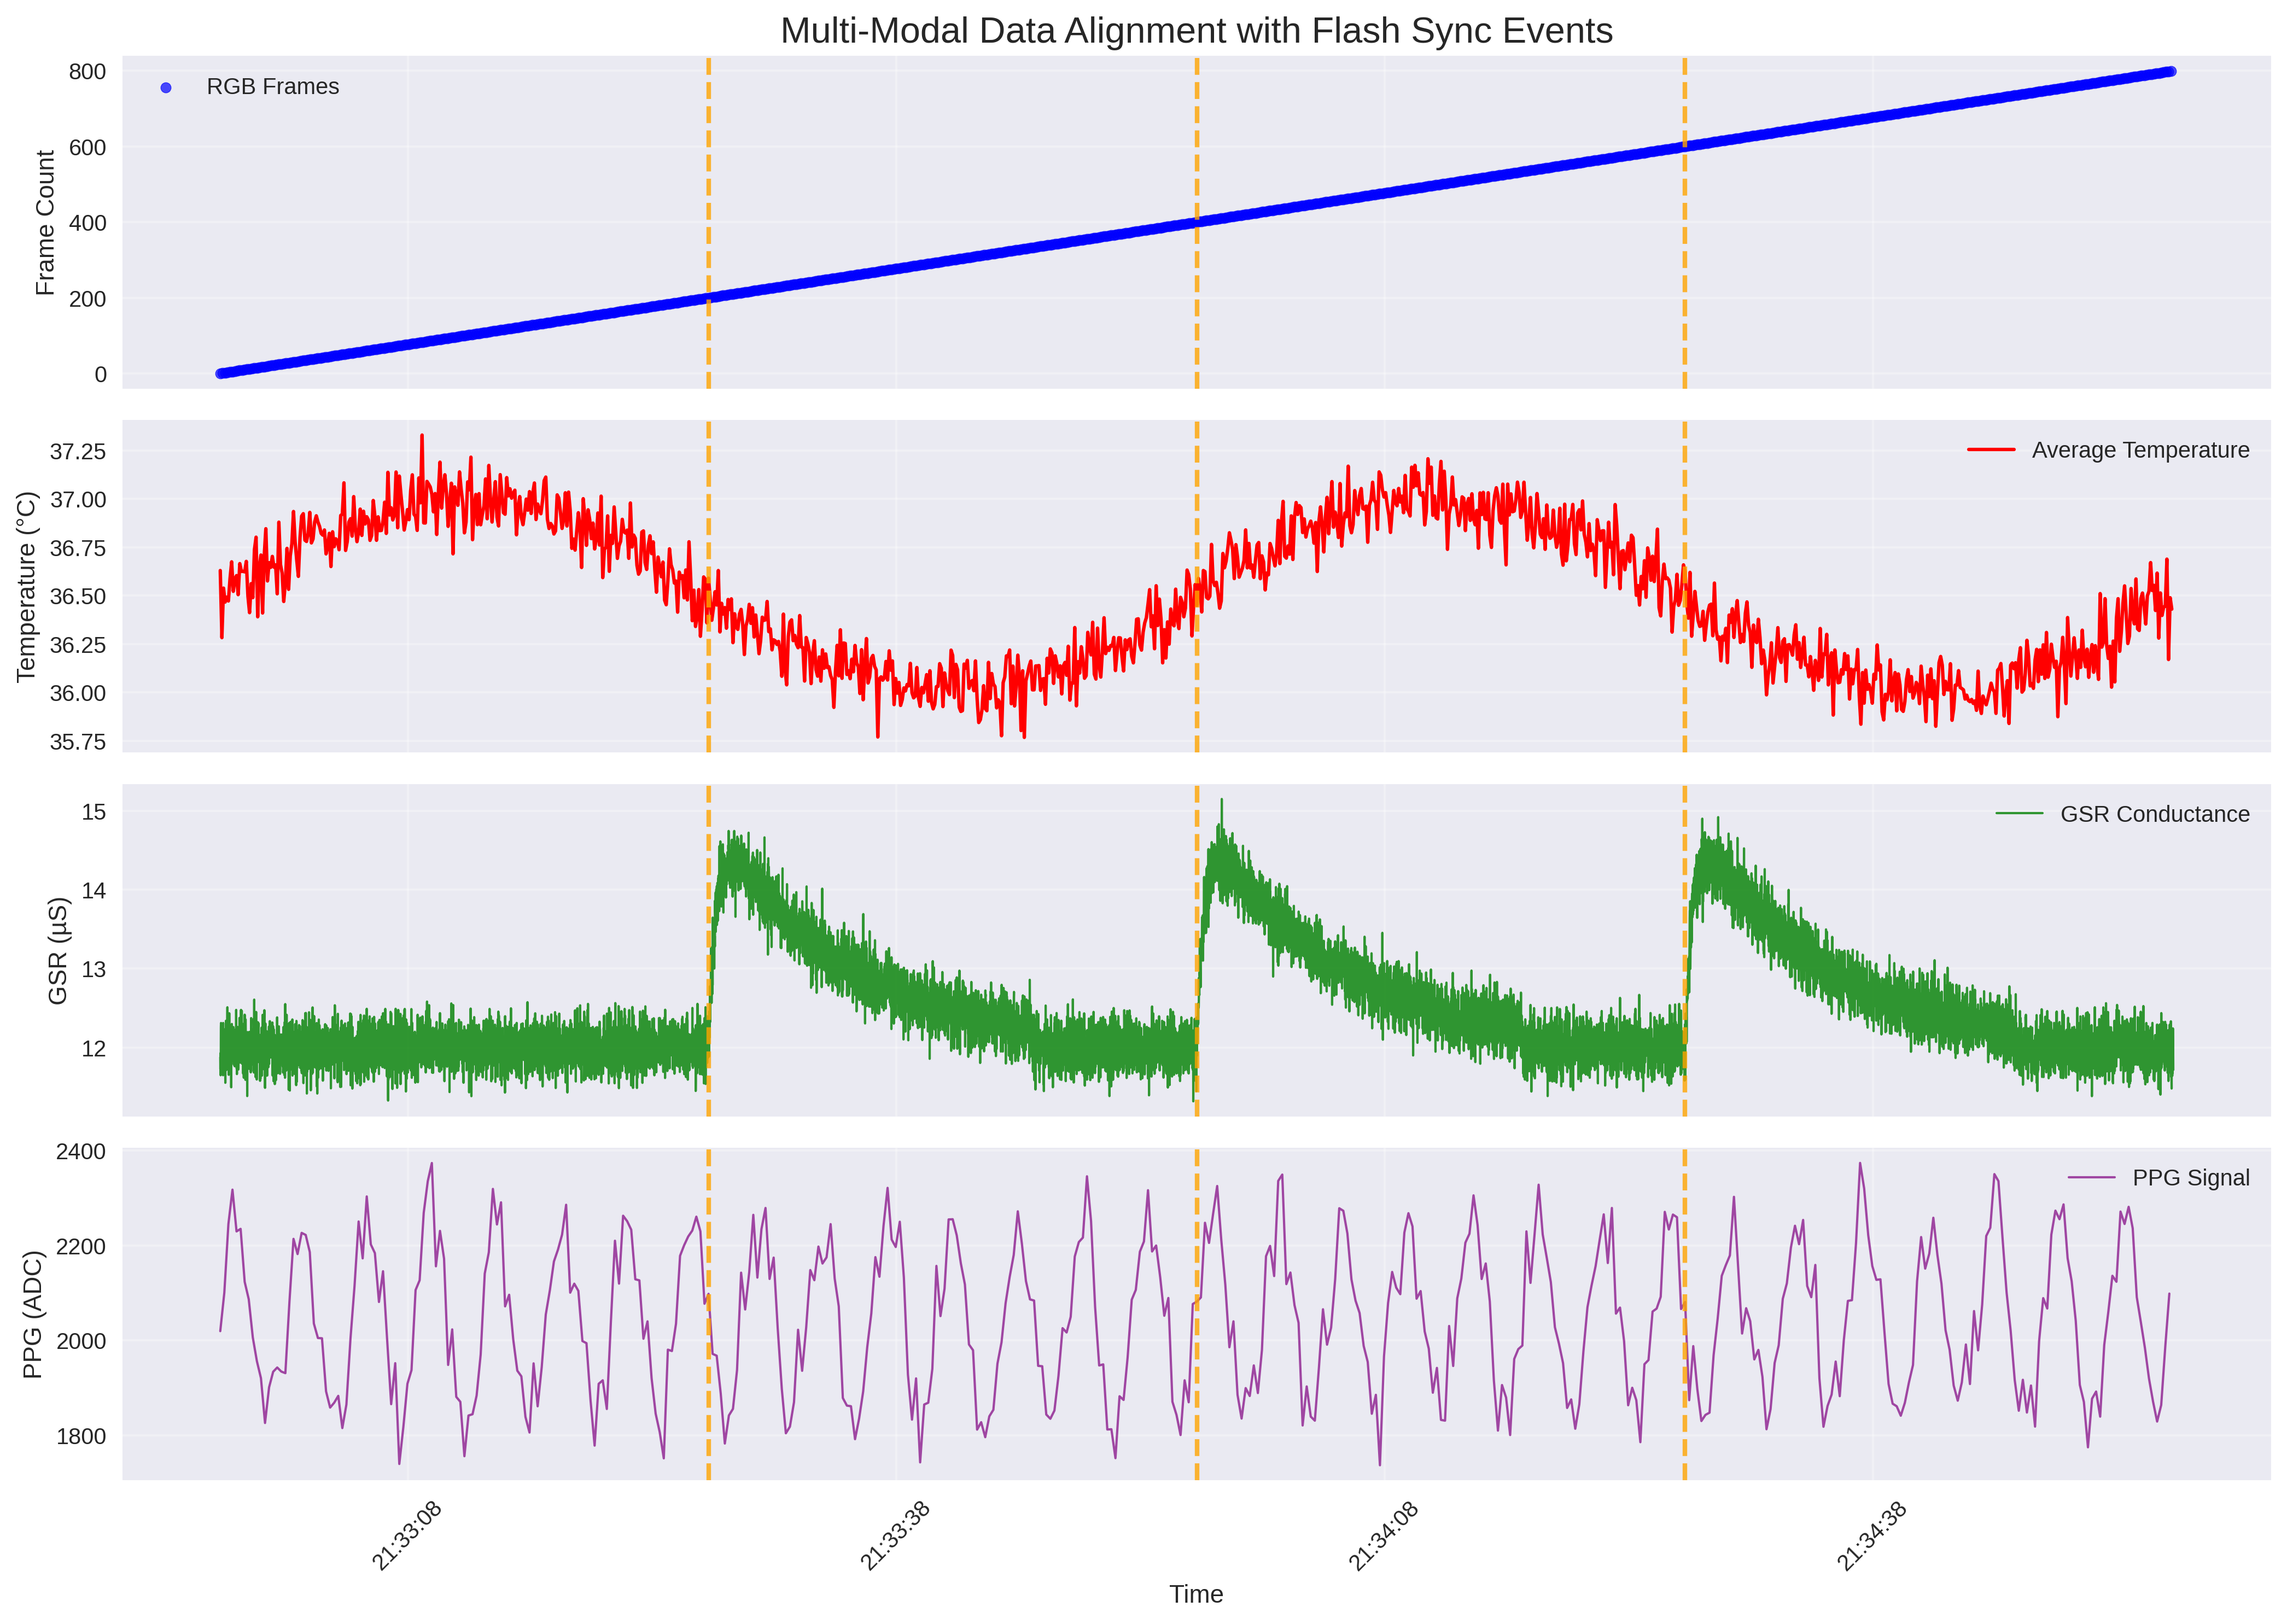 Multi-Modal Data Alignment with Flash Sync Events
800
600
400
200
0
Frame Count
RGB Frames
37.25
37.00
36.75
36.50
36.25
36.00
35.75
Temperature (°C)
Average Temperature
15
14
13
12
GSR (µS)
GSR Conductance
2400
2200
2000
1800
PPG (ADC)
PPG Signal
21:33:08
21:33:38
21:34:08
21:34:38
Time